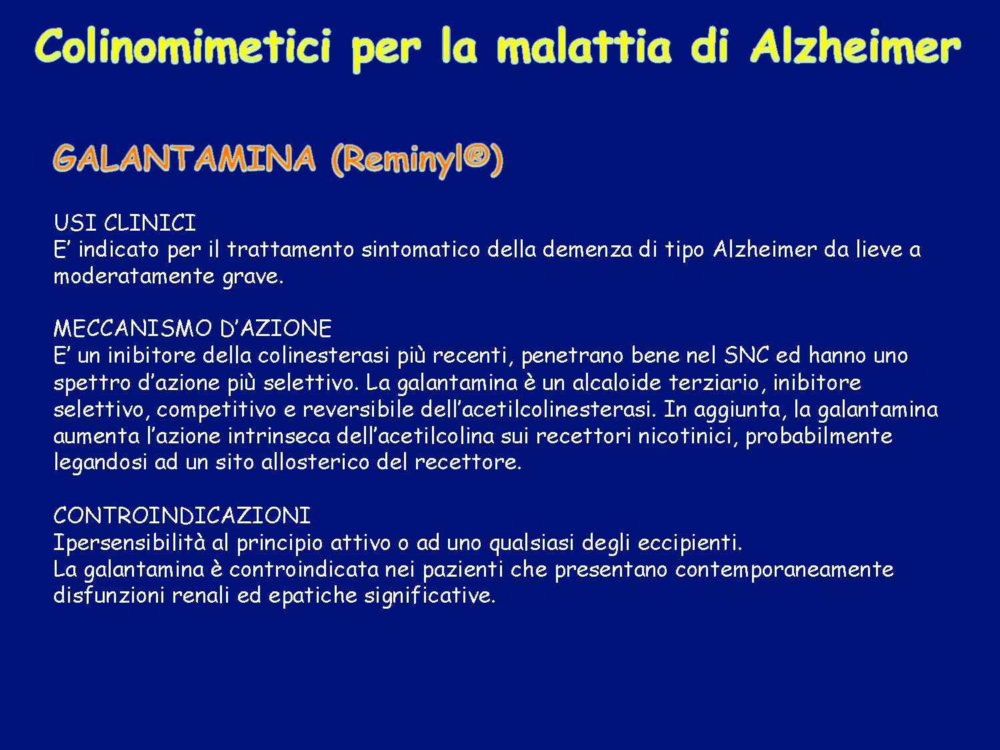 Colinomimetici per la malattia di Alzheimer
GALANTAMINA (Reminyl®)
USI CLINICI
E’ indicato per il trattamento sintomatico della demenza di tipo Alzheimer da lieve a
moderatamente grave.
MECCANISMO D’AZIONE
E’ un inibitore della colinesterasi più recenti, penetrano bene nel SNC ed hanno uno
spettro d’azione più selettivo. La galantamina è un alcaloide terziario, inibitore
selettivo, competitivo e reversibile dell’acetilcolinesterasi. In aggiunta, la galantamina
aumenta l’azione intrinseca dell’acetilcolina sui recettori nicotinici, probabilmente
legandosi ad un sito allosterico del recettore.
CONTROINDICAZIONI
Ipersensibilità al principio attivo o ad uno qualsiasi degli eccipienti.
La galantamina è controindicata nei pazienti che presentano contemporaneamente
disfunzioni renali ed epatiche significative.